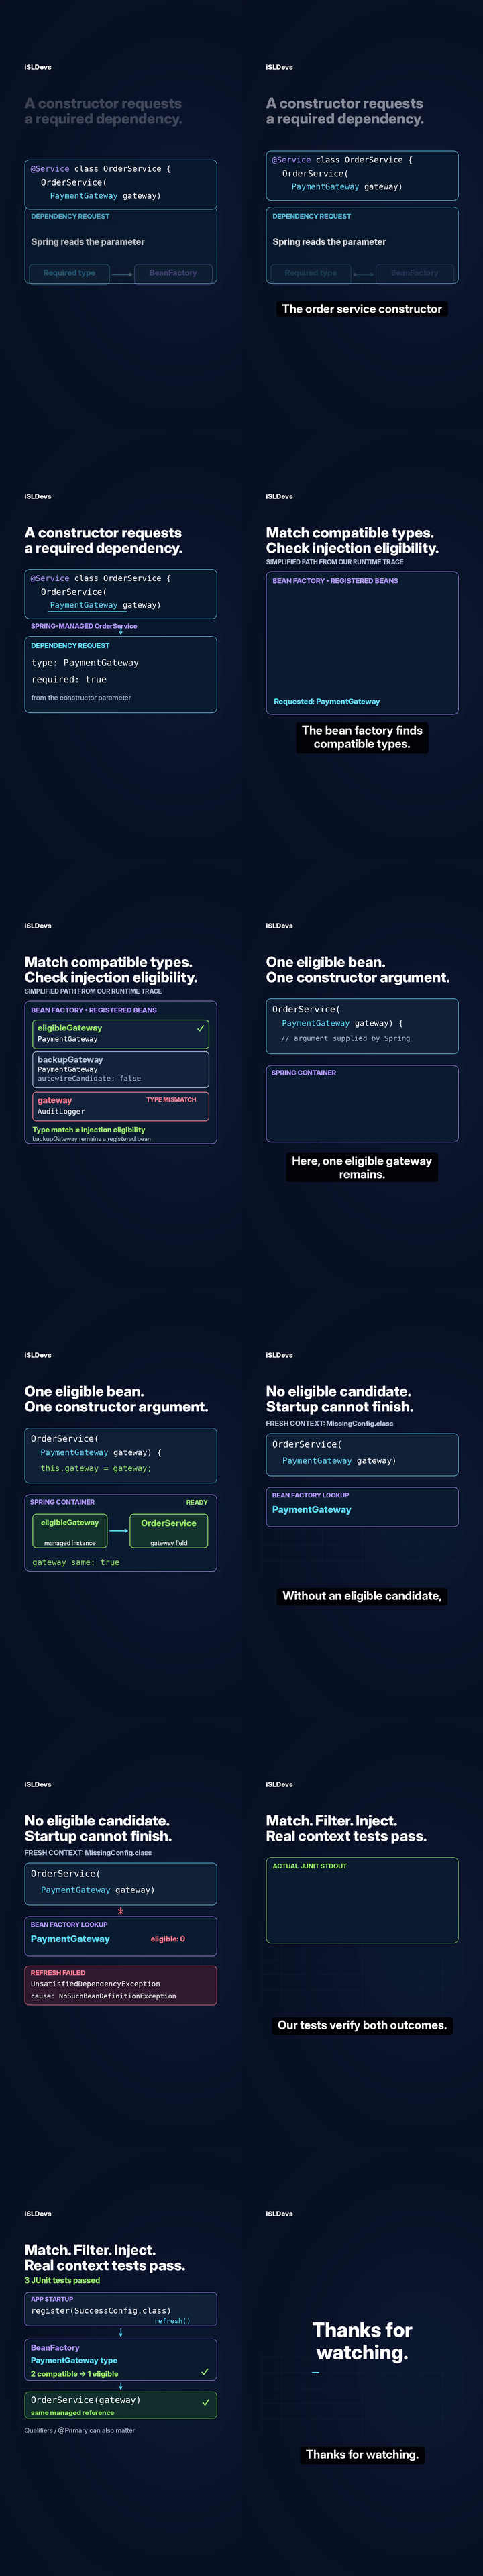 iSLDevs
A constructor requests
a required dependency.
@Service class OrderService {
OrderService(
PaymentGateway gateway)
DEPENDENCY REQUEST
Spring reads the parameter
Required type
BeanFactory
iSLDevs
A constructor requests
a required dependency.
@Service class OrderService {
OrderService(
PaymentGateway gateway)
DEPENDENCY REQUEST
Spring reads the parameter
Required type
BeanFactory
The order service constructor
iSLDevs
A constructor requests
a required dependency.
@Service class OrderService {
OrderService(
PaymentGateway gateway)
SPRING-MANAGED OrderService
DEPENDENCY REQUEST
type: PaymentGateway
required: true
from the constructor parameter
iSLDevs
Match compatible types.
Check injection eligibility.
SIMPLIFIED PATH FROM OUR RUNTIME TRACE
BEAN FACTORY • REGISTERED BEANS
Requested: PaymentGateway
The bean factory finds
compatible types.
iSLDevs
Match compatible types.
Check injection eligibility.
SIMPLIFIED PATH FROM OUR RUNTIME TRACE
BEAN FACTORY • REGISTERED BEANS
eligibleGateway
PaymentGateway
backupGateway
PaymentGateway
autowireCandidate: false
gateway
TYPE MISMATCH
AuditLogger
Type match ≠ injection eligibility
backupGateway remains a registered bean
iSLDevs
One eligible bean.
One constructor argument.
OrderService(
PaymentGateway gateway) {
// argument supplied by Spring
SPRING CONTAINER
Here, one eligible gateway
remains.
iSLDevs
One eligible bean.
One constructor argument.
OrderService(
PaymentGateway gateway) {
this.gateway = gateway;
SPRING CONTAINER
READY
eligibleGateway
managed instance
OrderService
gateway field
gateway same: true
iSLDevs
No eligible candidate.
Startup cannot finish.
FRESH CONTEXT: MissingConfig.class
OrderService(
PaymentGateway gateway)
BEAN FACTORY LOOKUP
PaymentGateway
Without an eligible candidate,
iSLDevs
No eligible candidate.
Startup cannot finish.
FRESH CONTEXT: MissingConfig.class
OrderService(
PaymentGateway gateway)
BEAN FACTORY LOOKUP
PaymentGateway
eligible: 0
REFRESH FAILED
UnsatisfiedDependencyException
cause: NoSuchBeanDefinitionException
iSLDevs
Match. Filter. Inject.
Real context tests pass.
ACTUAL JUNIT STDOUT
Our tests verify both outcomes.
iSLDevs
Match. Filter. Inject.
Real context tests pass.
3 JUnit tests passed
APP STARTUP
register(SuccessConfig.class)
refresh()
BeanFactory
PaymentGateway type
2 compatible → 1 eligible
OrderService(gateway)
same managed reference
Qualifiers / @Primary can also matter
iSLDevs
Thanks for
watching.
Thanks for watching.